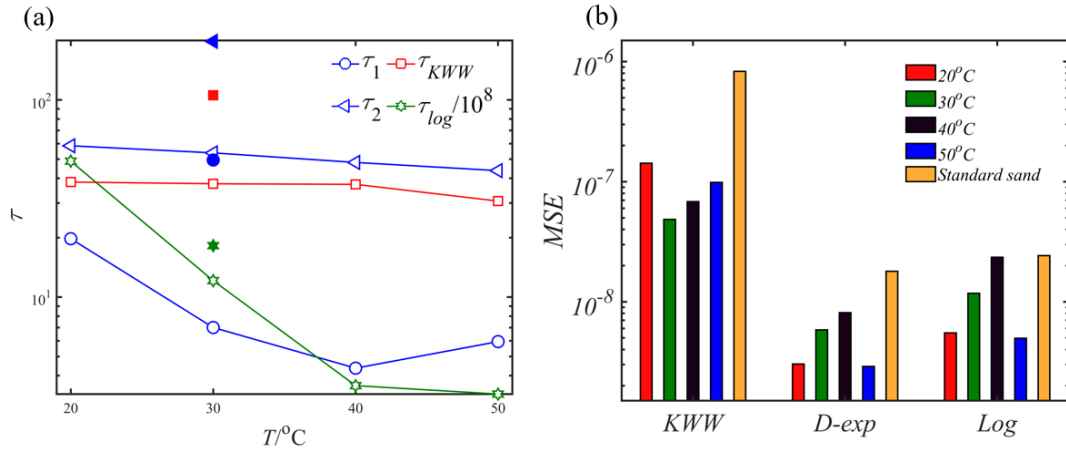 (a)
τ1 τKWW
τ2 τlog/10^8
10^2
10^1
τ
20 30 40 50
T/°C
(b)
10^-6
10^-7
10^-8
MSE
20°C
30°C
40°C
50°C
Standard sand
KWW D-exp Log